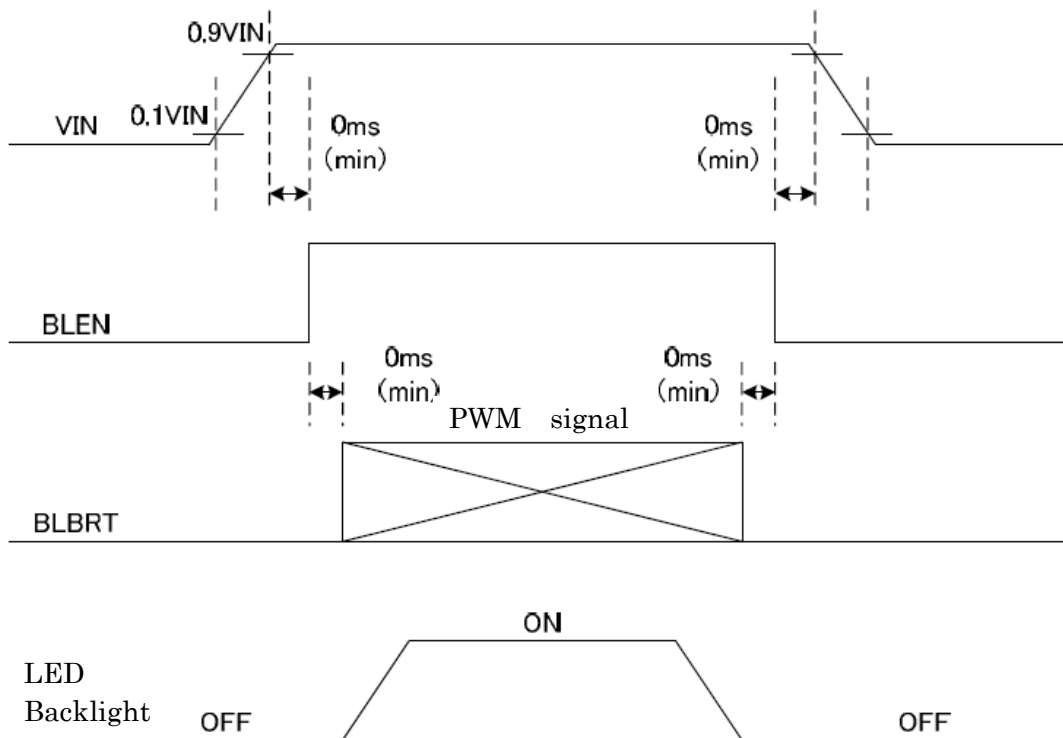 0.9VIN
0.1VIN
VIN
0ms
(min)
0ms
(min)
BLEN
0ms
(min)
0ms
(min)
PWM signal
BLBRT
ON
LED
Backlight
OFF
OFF